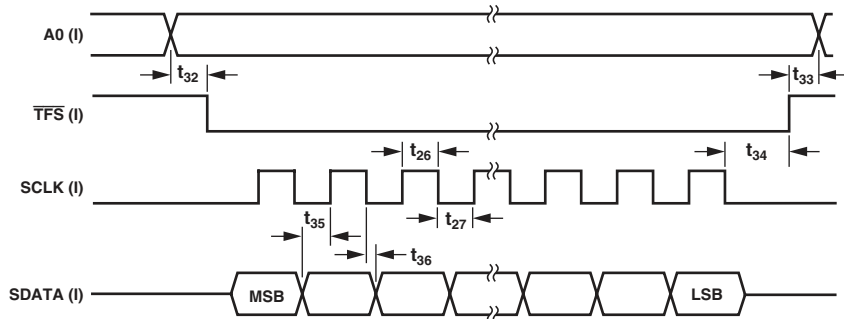 A0 (I)
t32
t33
TFS (I)
t26
t34
SCLK (I)
t35
t27
t36
SDATA (I)
MSB
LSB